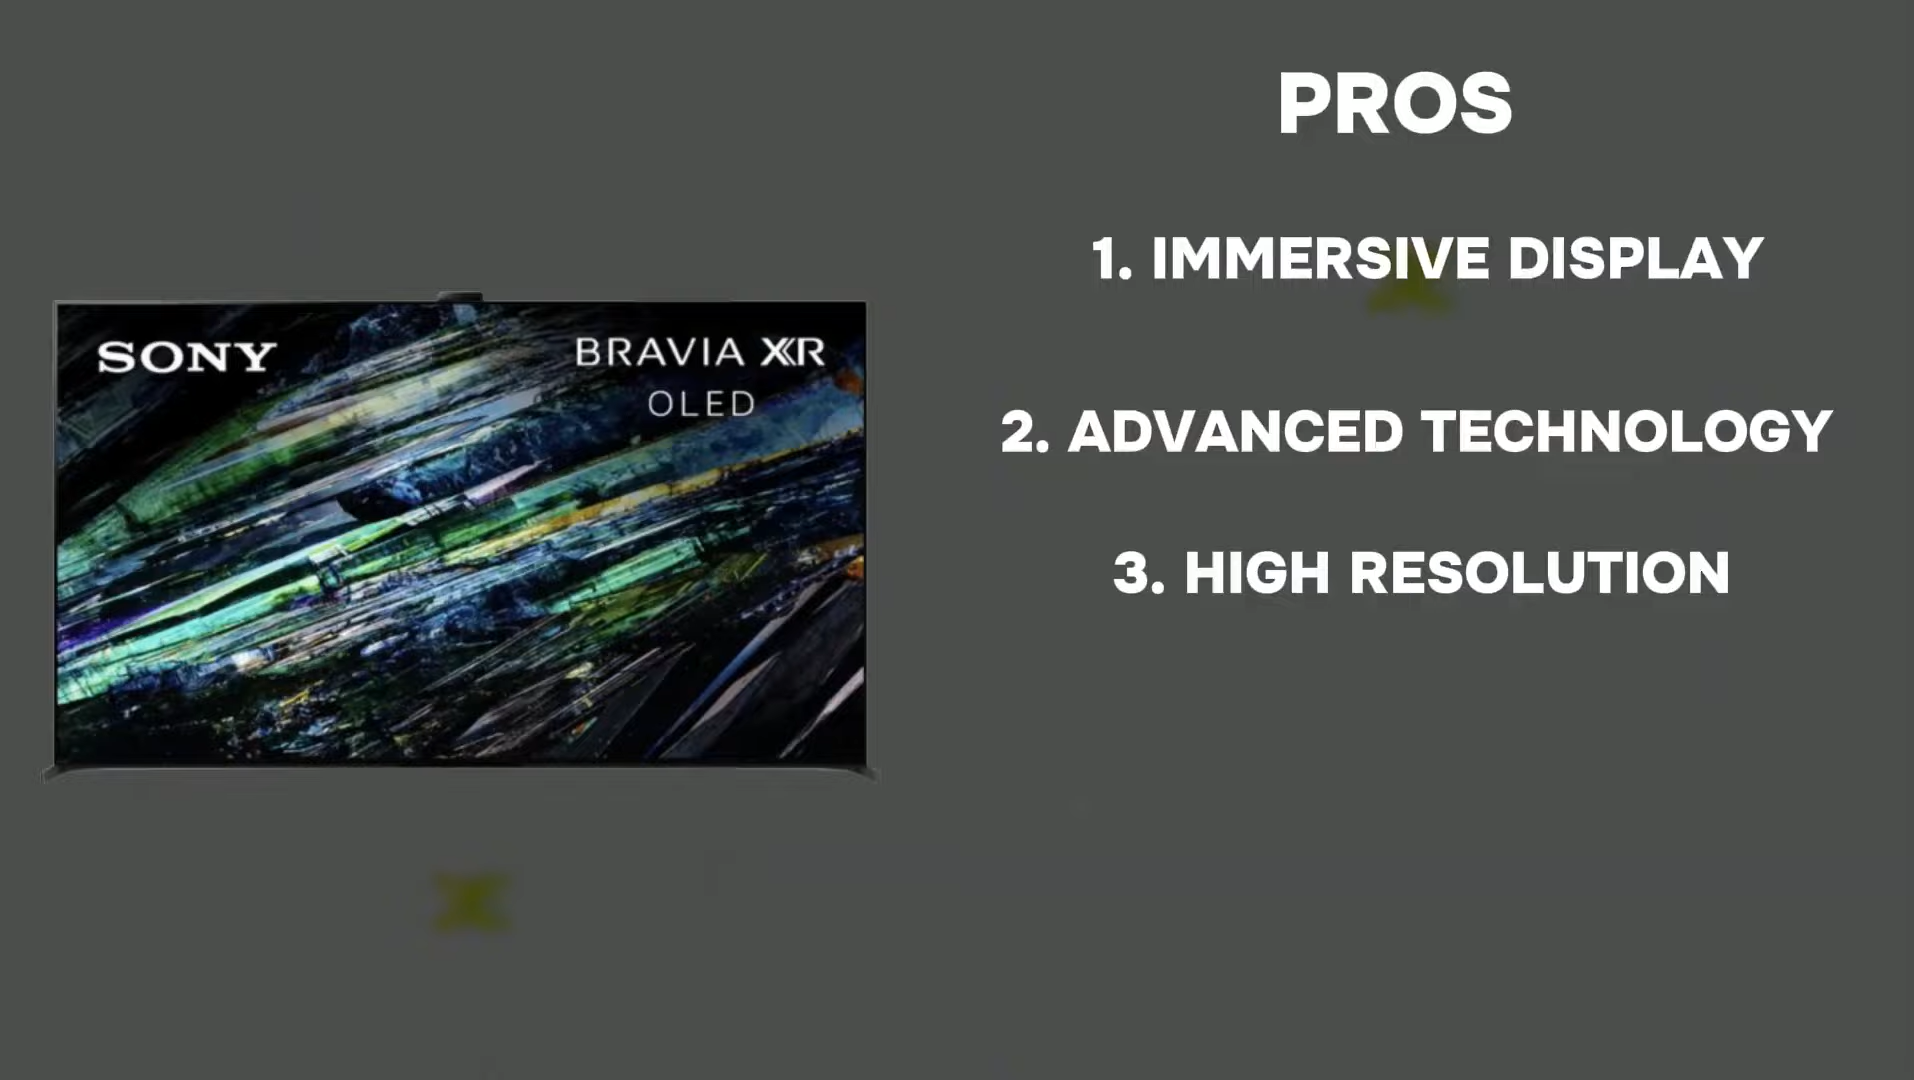 PROS
1. IMMERSIVE DISPLAY
SONY
BRAVIA XR
OLED
2. ADVANCED TECHNOLOGY
3. HIGH RESOLUTION